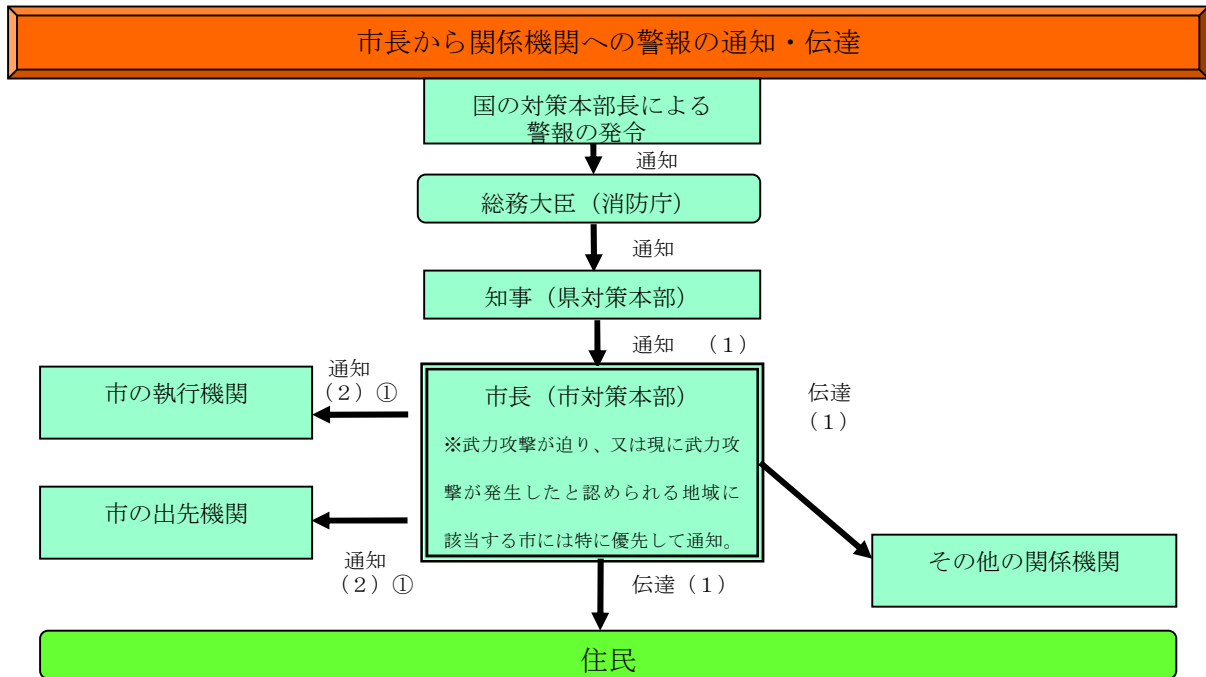 市長から関係機関への警報の通知・伝達
国の対策本部長による
警報の発令
通知
総務大臣（消防庁）
通知
知事（県対策本部）
通知 （１）
市の執行機関
通知
（２）①
市長（市対策本部）
※武力攻撃が迫り、又は現に武力攻
撃が発生したと認められる地域に
該当する市には特に優先して通知。
伝達
（１）
市の出先機関
通知
（２）①
伝達（１）
その他の関係機関
住民